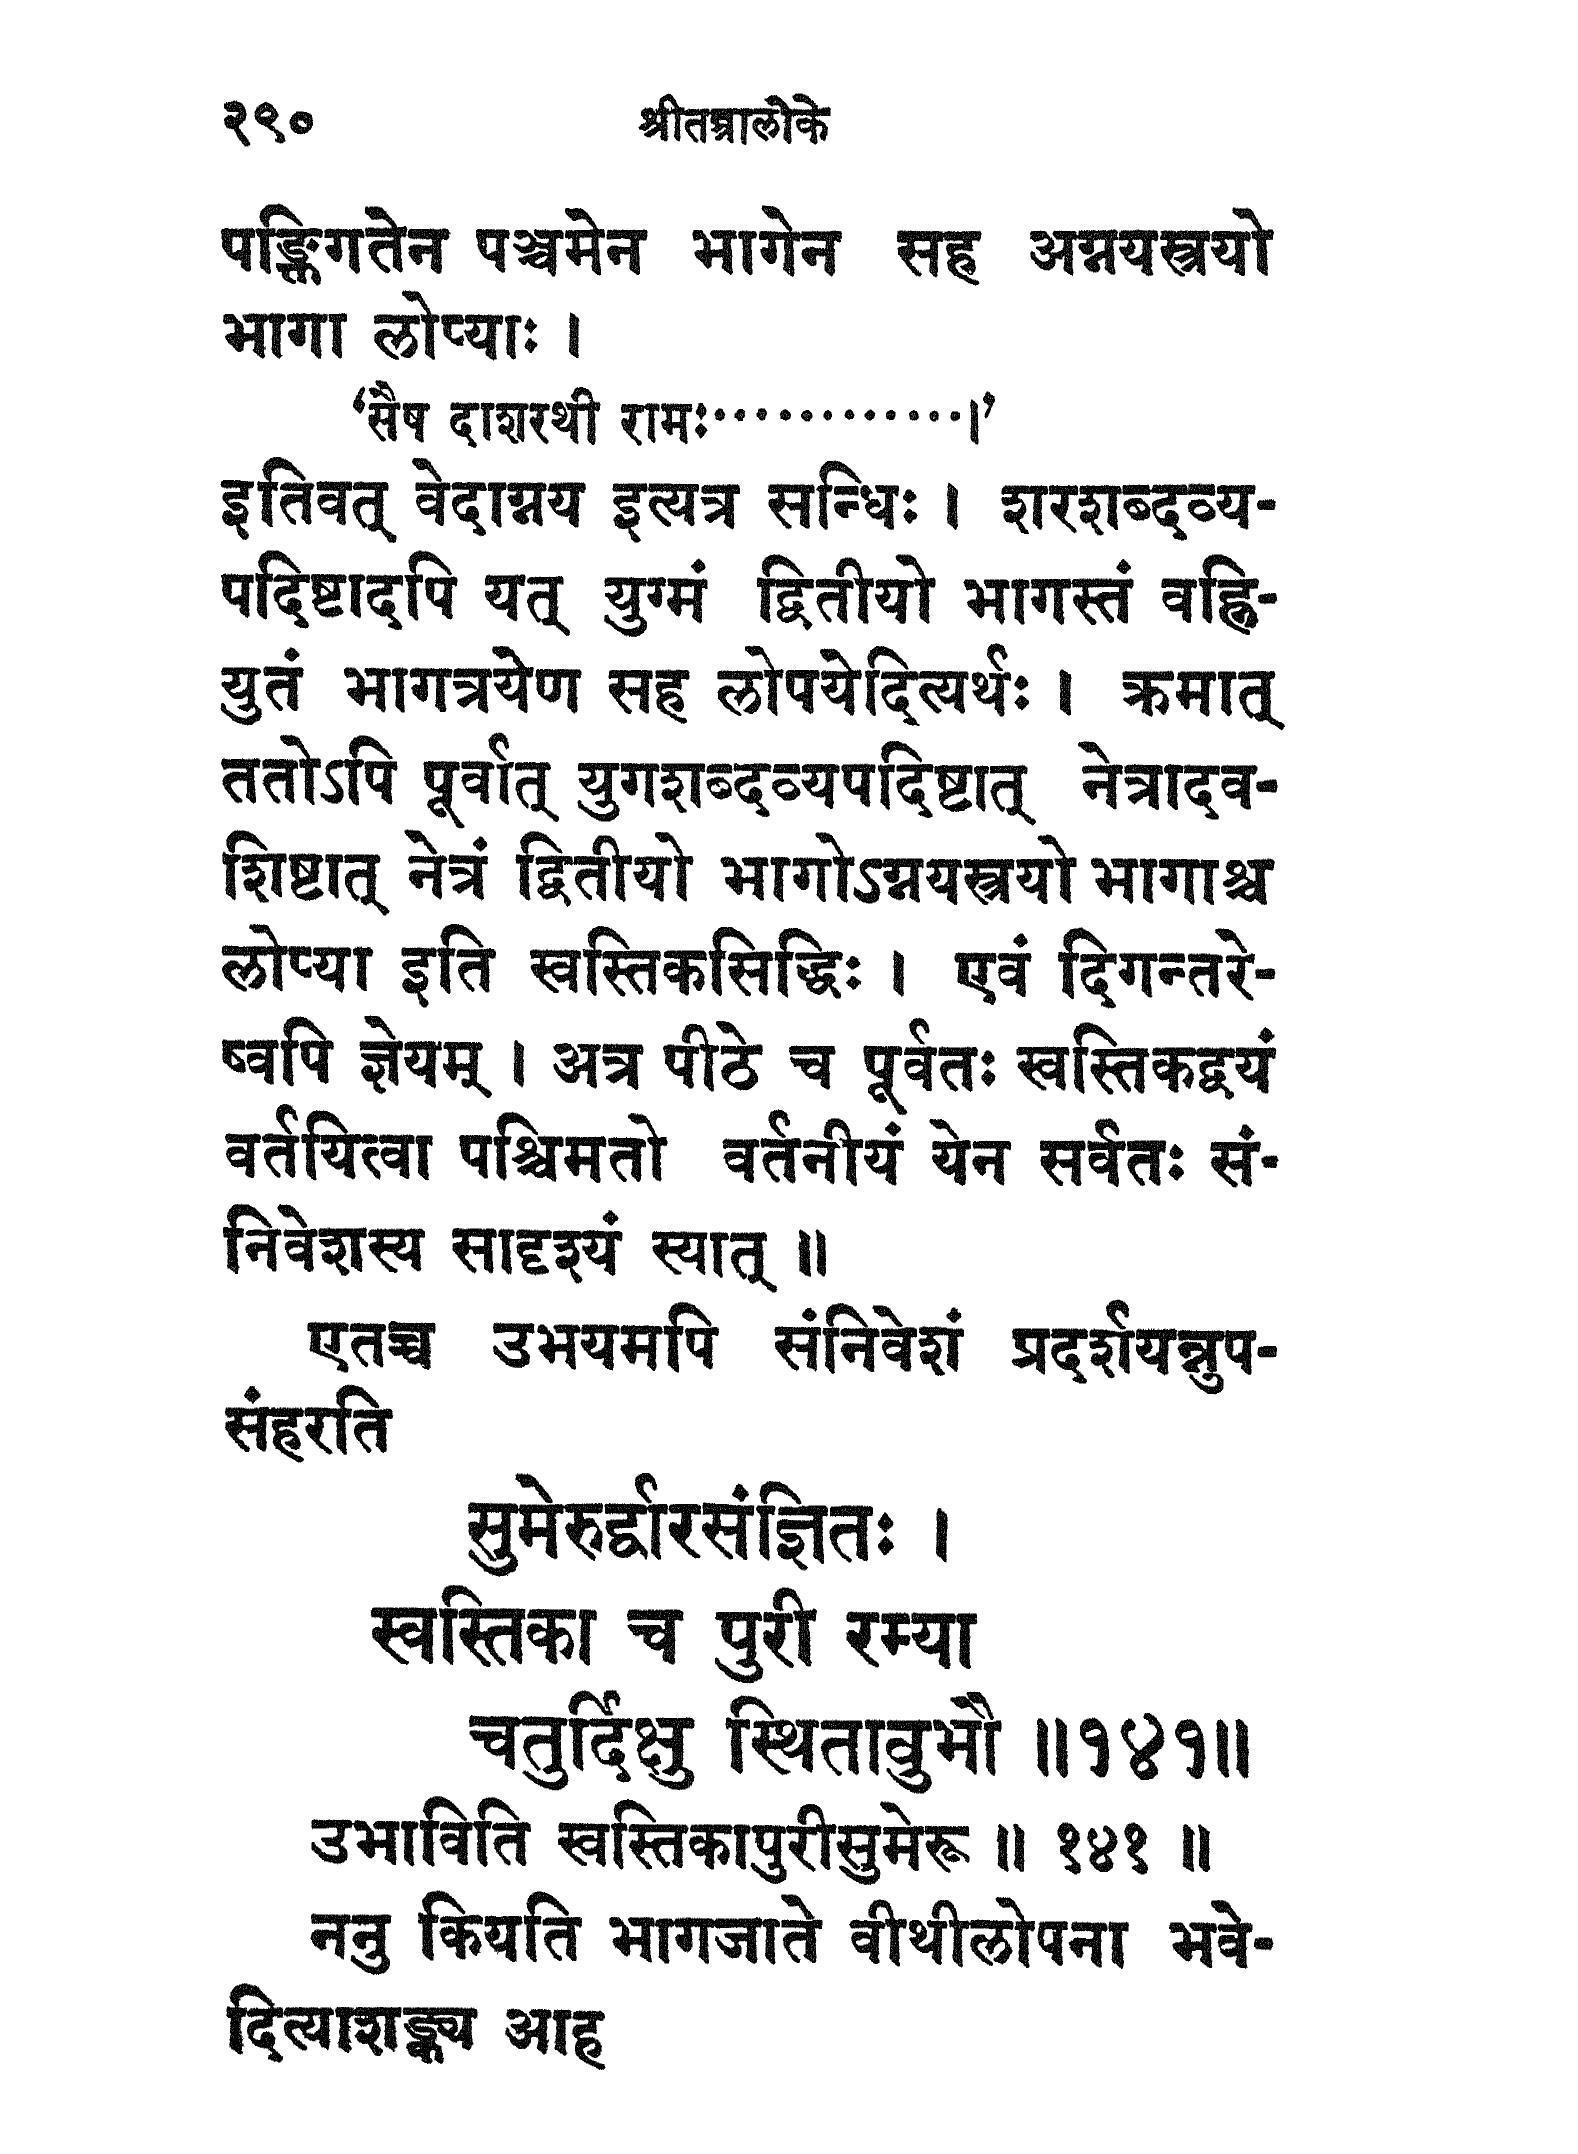 २९०
श्रीतन्त्रालोके
पङ्क्तिगतेन पञ्चमेन भागेन सह अग्नयस्त्रयो
भागा लोप्याः ।
‘सैष दाशरथी रामः············।’
इतिवत् वेदाग्नय इत्यत्र सन्धिः । शरशब्दव्य-
पदिष्टादपि यत् युग्मं द्वितीयो भागस्तं वह्नि-
युतं भागत्रयेण सह लोपयेदित्यर्थः । क्रमात्
ततोऽपि पूर्वात् युगशब्दव्यपदिष्टात् नेत्रादव-
शिष्टात् नेत्रं द्वितीयो भागोऽग्नयस्त्रयो भागाश्च
लोप्या इति स्वस्तिकसिद्धिः । एवं दिगन्तरे-
ष्वपि ज्ञेयम् । अत्र पीठे च पूर्वतः स्वस्तिकद्वयं
वर्तयित्वा पश्चिमतो वर्तनीयं येन सर्वतः सं-
निवेशस्य सादृश्यं स्यात् ॥
एतच्च उभयमपि संनिवेशं प्रदर्शयन्नुप-
संहरति
सुमेरुर्द्वारसंज्ञितः ।
स्वस्तिका च पुरी रम्या
चतुर्दिक्षु स्थितावुभौ ॥१४१॥
उभाविति स्वस्तिकापुरीसुमेरू ॥ १४१ ॥
ननु कियति भागजाते वीथीलोपना भवे-
दित्याशङ्क्य आह